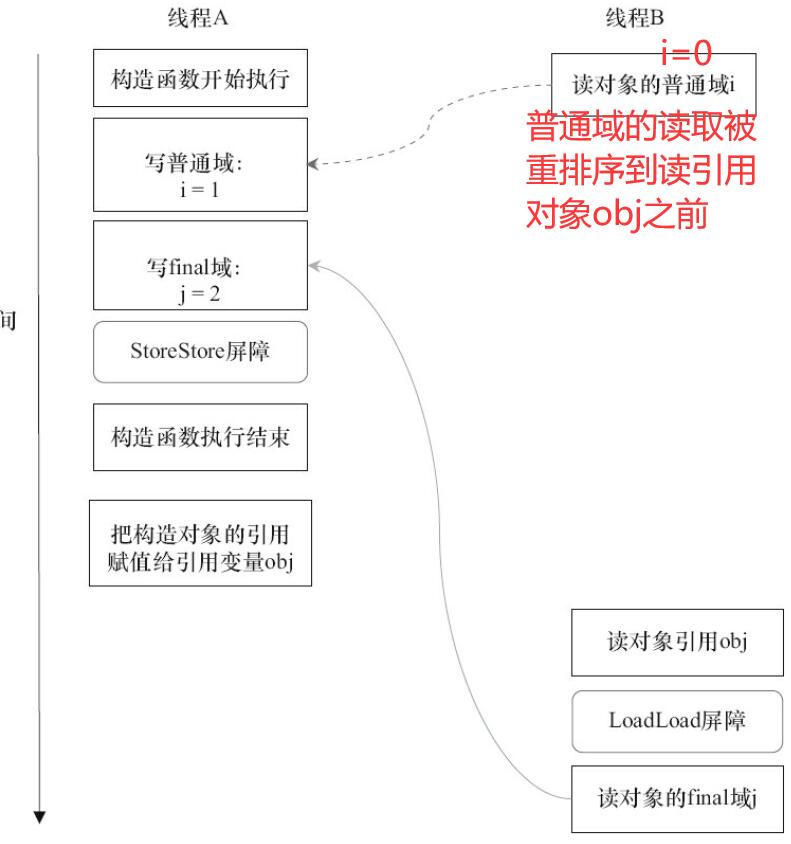 线程A
线程B
构造函数开始执行
i=0
读对象的普通域i
普通域的读取被
重排序到读引用
对象obj之前
写普通域:
i = 1
写final域:
j = 2
间
StoreStore屏障
构造函数执行结束
把构造对象的引用
赋值给引用变量obj
读对象引用obj
LoadLoad屏障
读对象的final域j